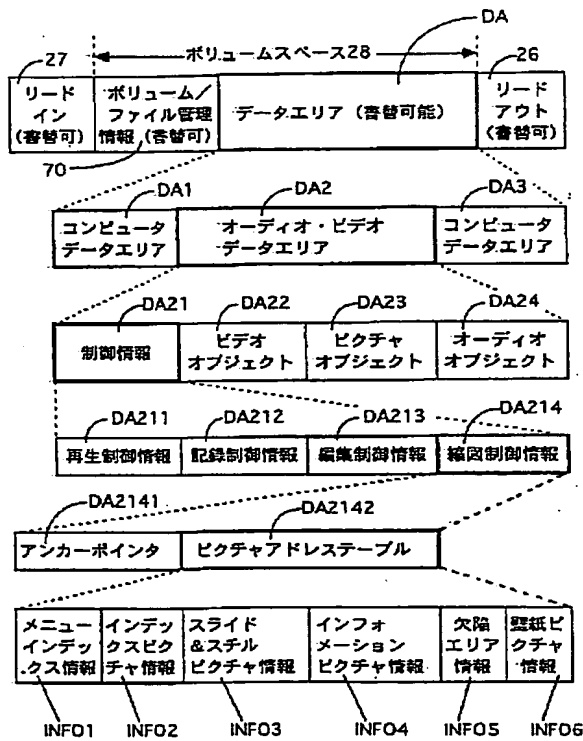 DA
27
ボリュームスペース28
26
リード
イン
(書替可)
ボリューム/
ファイル管理
情報(書替可)
データエリア(書替可能)
リード
アウト
(書替可)
70
DA1
DA2
DA3
コンピュータ
データエリア
オーディオ・ビデオ
データエリア
コンピュータ
データエリア
DA21
DA22
DA23
DA24
制御情報
ビデオ
オブジェクト
ピクチャ
オブジェクト
オーディオ
オブジェクト
DA211
DA212
DA213
DA214
再生制御情報
記録制御情報
編集制御情報
縮図制御情報
DA2141
DA2142
アンカーポインタ
ピクチャアドレステーブル
メニュー
インデッ
クス情報
インデッ
クスピク
チャ情報
スライド
&スチル
ピクチャ情報
インフォ
メーション
ピクチャ情報
欠陥
エリア
情報
壁紙ピ
クチャ
情報
INFO1
INFO2
INFO3
INFO4
INFO5
INFO6